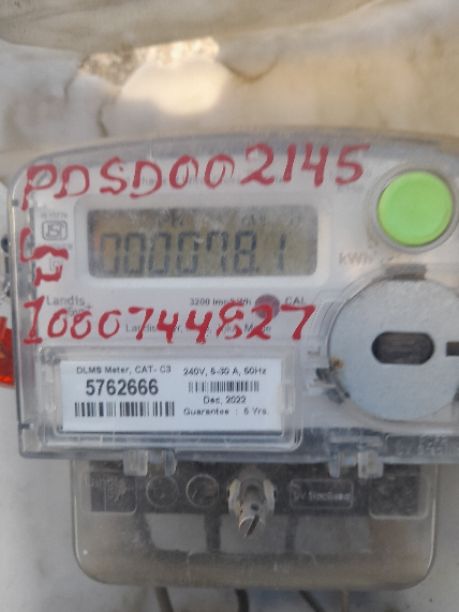 PDSD002145
000078.1
kWh
Landis
3200 imp/kWh CAL
1000744827
DLMS Meter, CAT- C3
5762666
240V, 5-30 A, 50Hz
Dec, 2022
Guarantee : 5 Yrs.